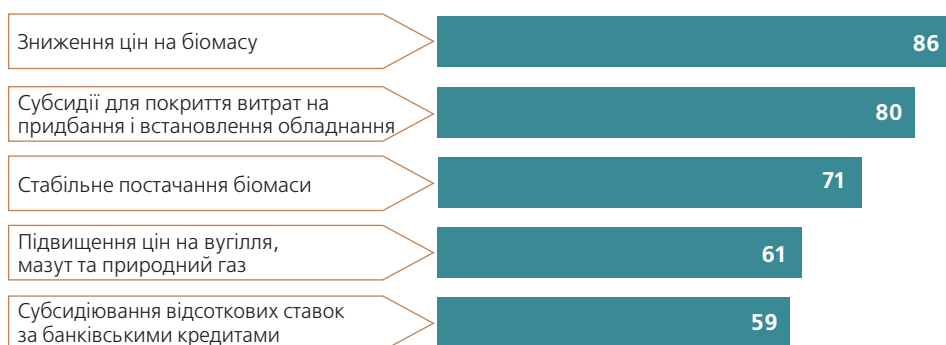 Зниження цін на біомасу
86
Субсидії для покриття витрат на
придбання і встановлення обладнання
80
Стабільне постачання біомаси
71
Підвищення цін на вугілля,
мазут та природний газ
61
Субсидіювання відсоткових ставок
за банківськими кредитами
59